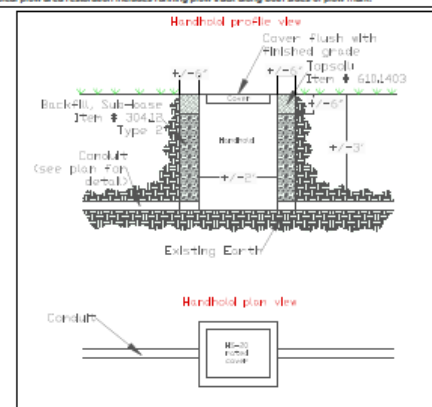 Handhold profile view
Cover flush with
finished grade
+/-6"
+/-6"
Topsoil
Item # 610.1403
Cover
+/-6"
Backfill, Sub-base
Item # 304.12
Type 2
Handhold
+/-3"
Conduit
(see plan for
detail)
+/-2"
Existing Earth
Handhold plan view
Conduit
HS-20
rated
cover